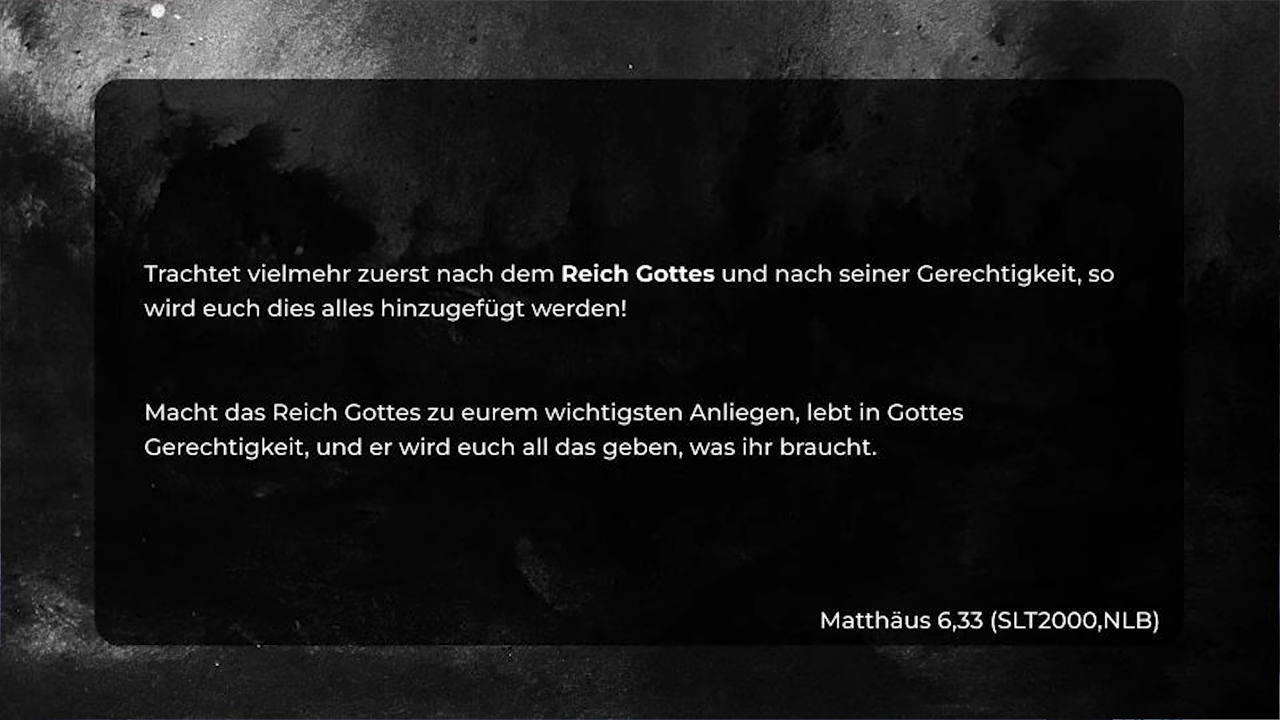 Trachtet vielmehr zuerst nach dem Reich Gottes und nach seiner Gerechtigkeit, so
wird euch dies alles hinzugefügt werden!
Macht das Reich Gottes zu eurem wichtigsten Anliegen, lebt in Gottes
Gerechtigkeit, und er wird euch all das geben, was ihr braucht.
Matthäus 6,33 (SLT2000,NLB)